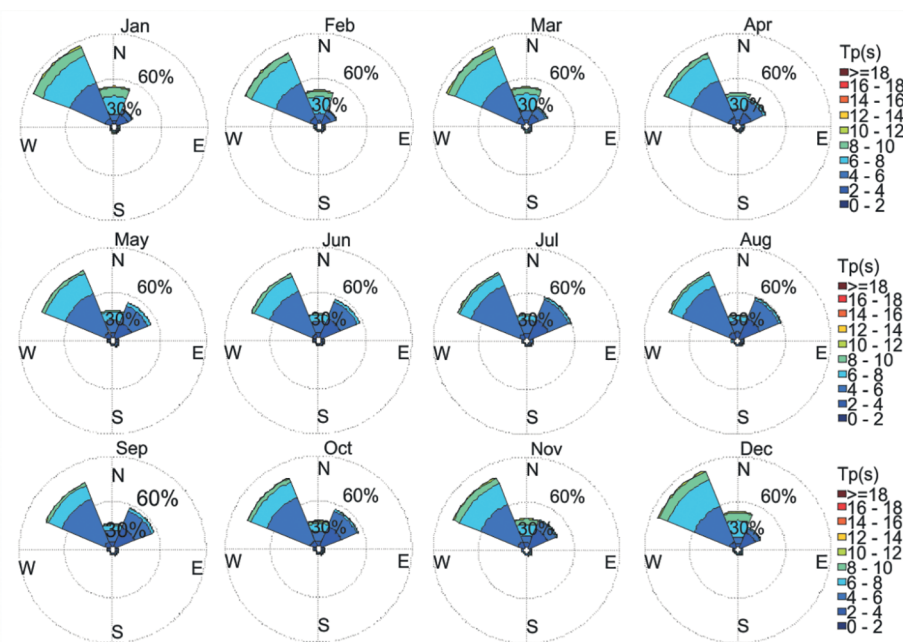 Jan
N
60%
30%
W
E
S
Feb
N
60%
30%
W
E
S
Mar
N
60%
30%
W
E
S
Apr
N
60%
30%
W
E
S
Tp(s)
>=18
16 - 18
14 - 16
12 - 14
10 - 12
8 - 10
6 - 8
4 - 6
2 - 4
0 - 2
May
N
60%
30%
W
E
S
Jun
N
60%
30%
W
E
S
Jul
N
60%
30%
W
E
S
Aug
N
60%
30%
W
E
S
Tp(s)
>=18
16 - 18
14 - 16
12 - 14
10 - 12
8 - 10
6 - 8
4 - 6
2 - 4
0 - 2
Sep
N
60%
30%
W
E
S
Oct
N
60%
30%
W
E
S
Nov
N
60%
30%
W
E
S
Dec
N
60%
30%
W
E
S
Tp(s)
>=18
16 - 18
14 - 16
12 - 14
10 - 12
8 - 10
6 - 8
4 - 6
2 - 4
0 - 2